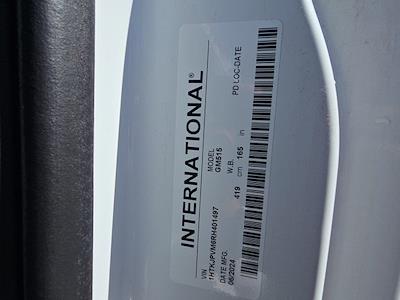 INTERNATIONAL®
VIN MODEL
1HTKJPVM6RH401497 GM515
DATE MFG. W.B. PD LOC-DATE
06/2024 419 cm 165 in